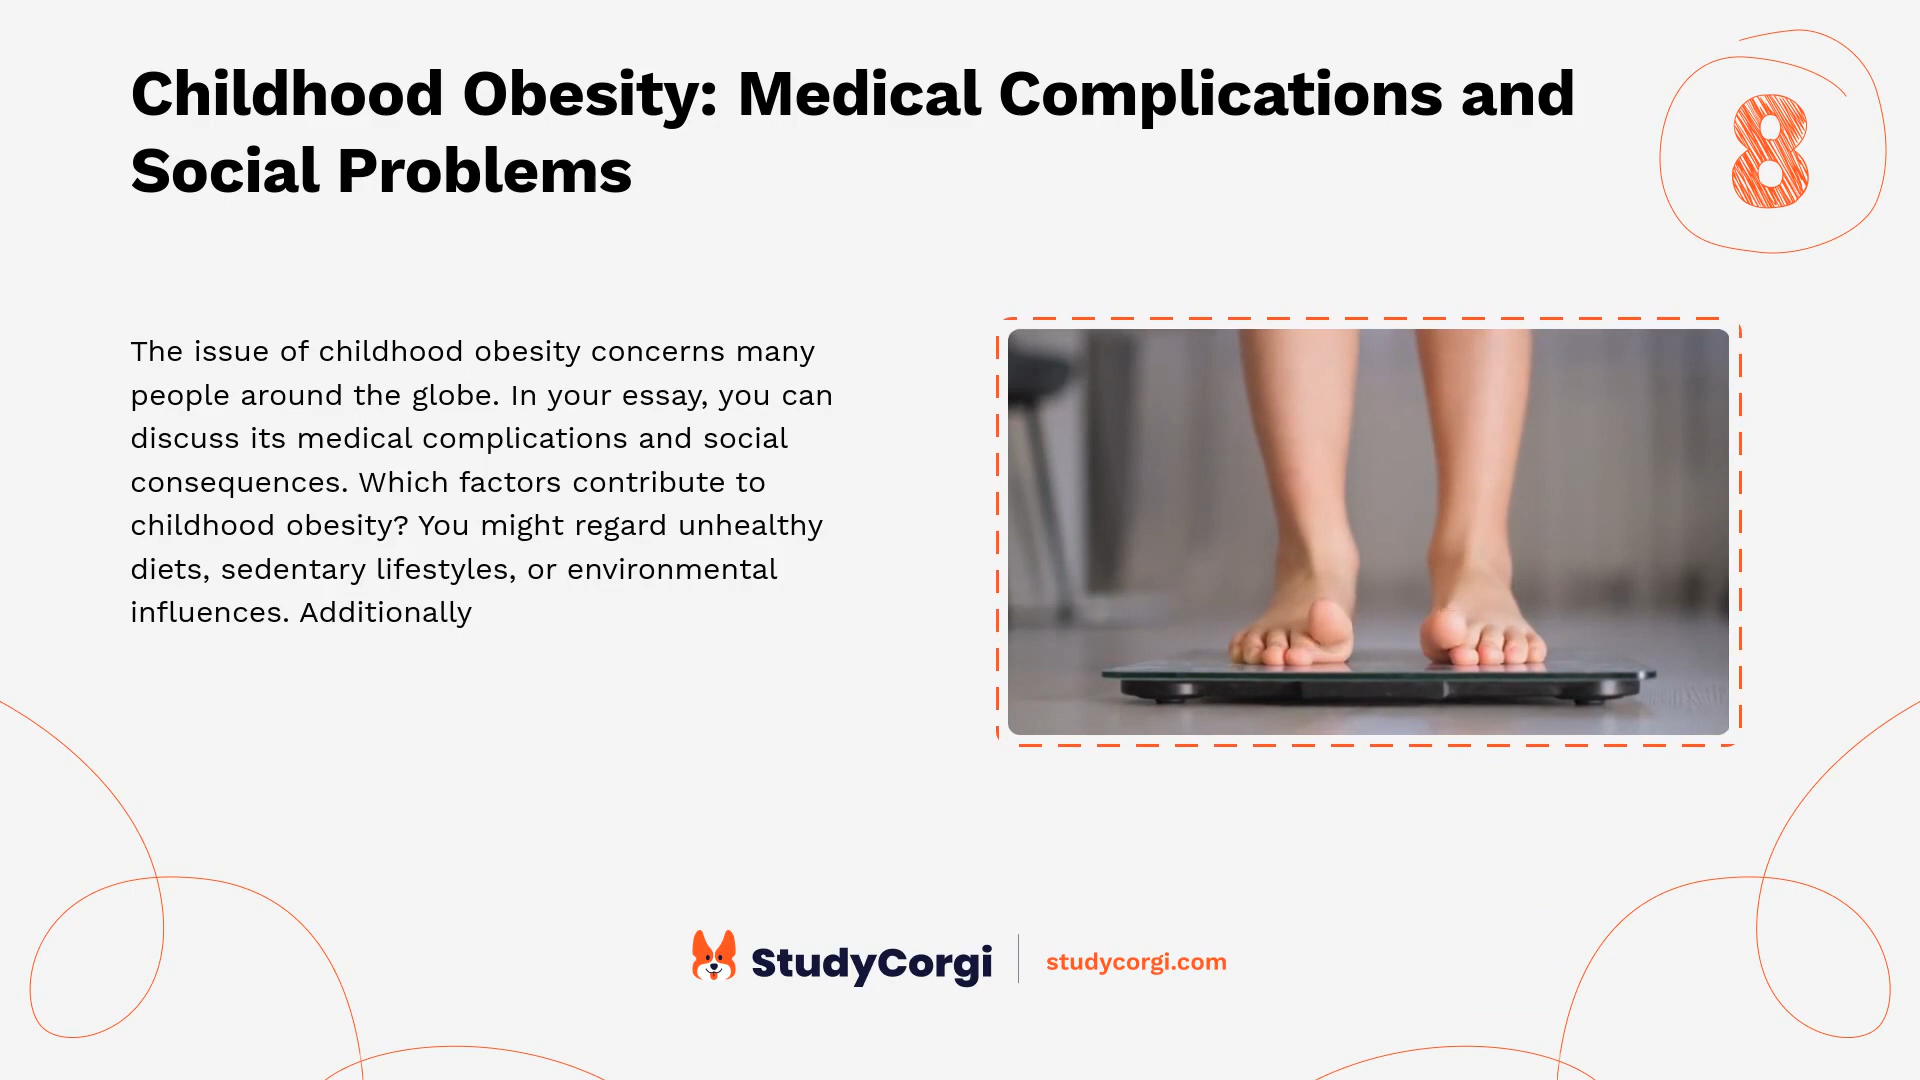 Childhood Obesity: Medical Complications and
Social Problems
8
The issue of childhood obesity concerns many
people around the globe. In your essay, you can
discuss its medical complications and social
consequences. Which factors contribute to
childhood obesity? You might regard unhealthy
diets, sedentary lifestyles, or environmental
influences. Additionally
StudyCorgi
studycorgi.com